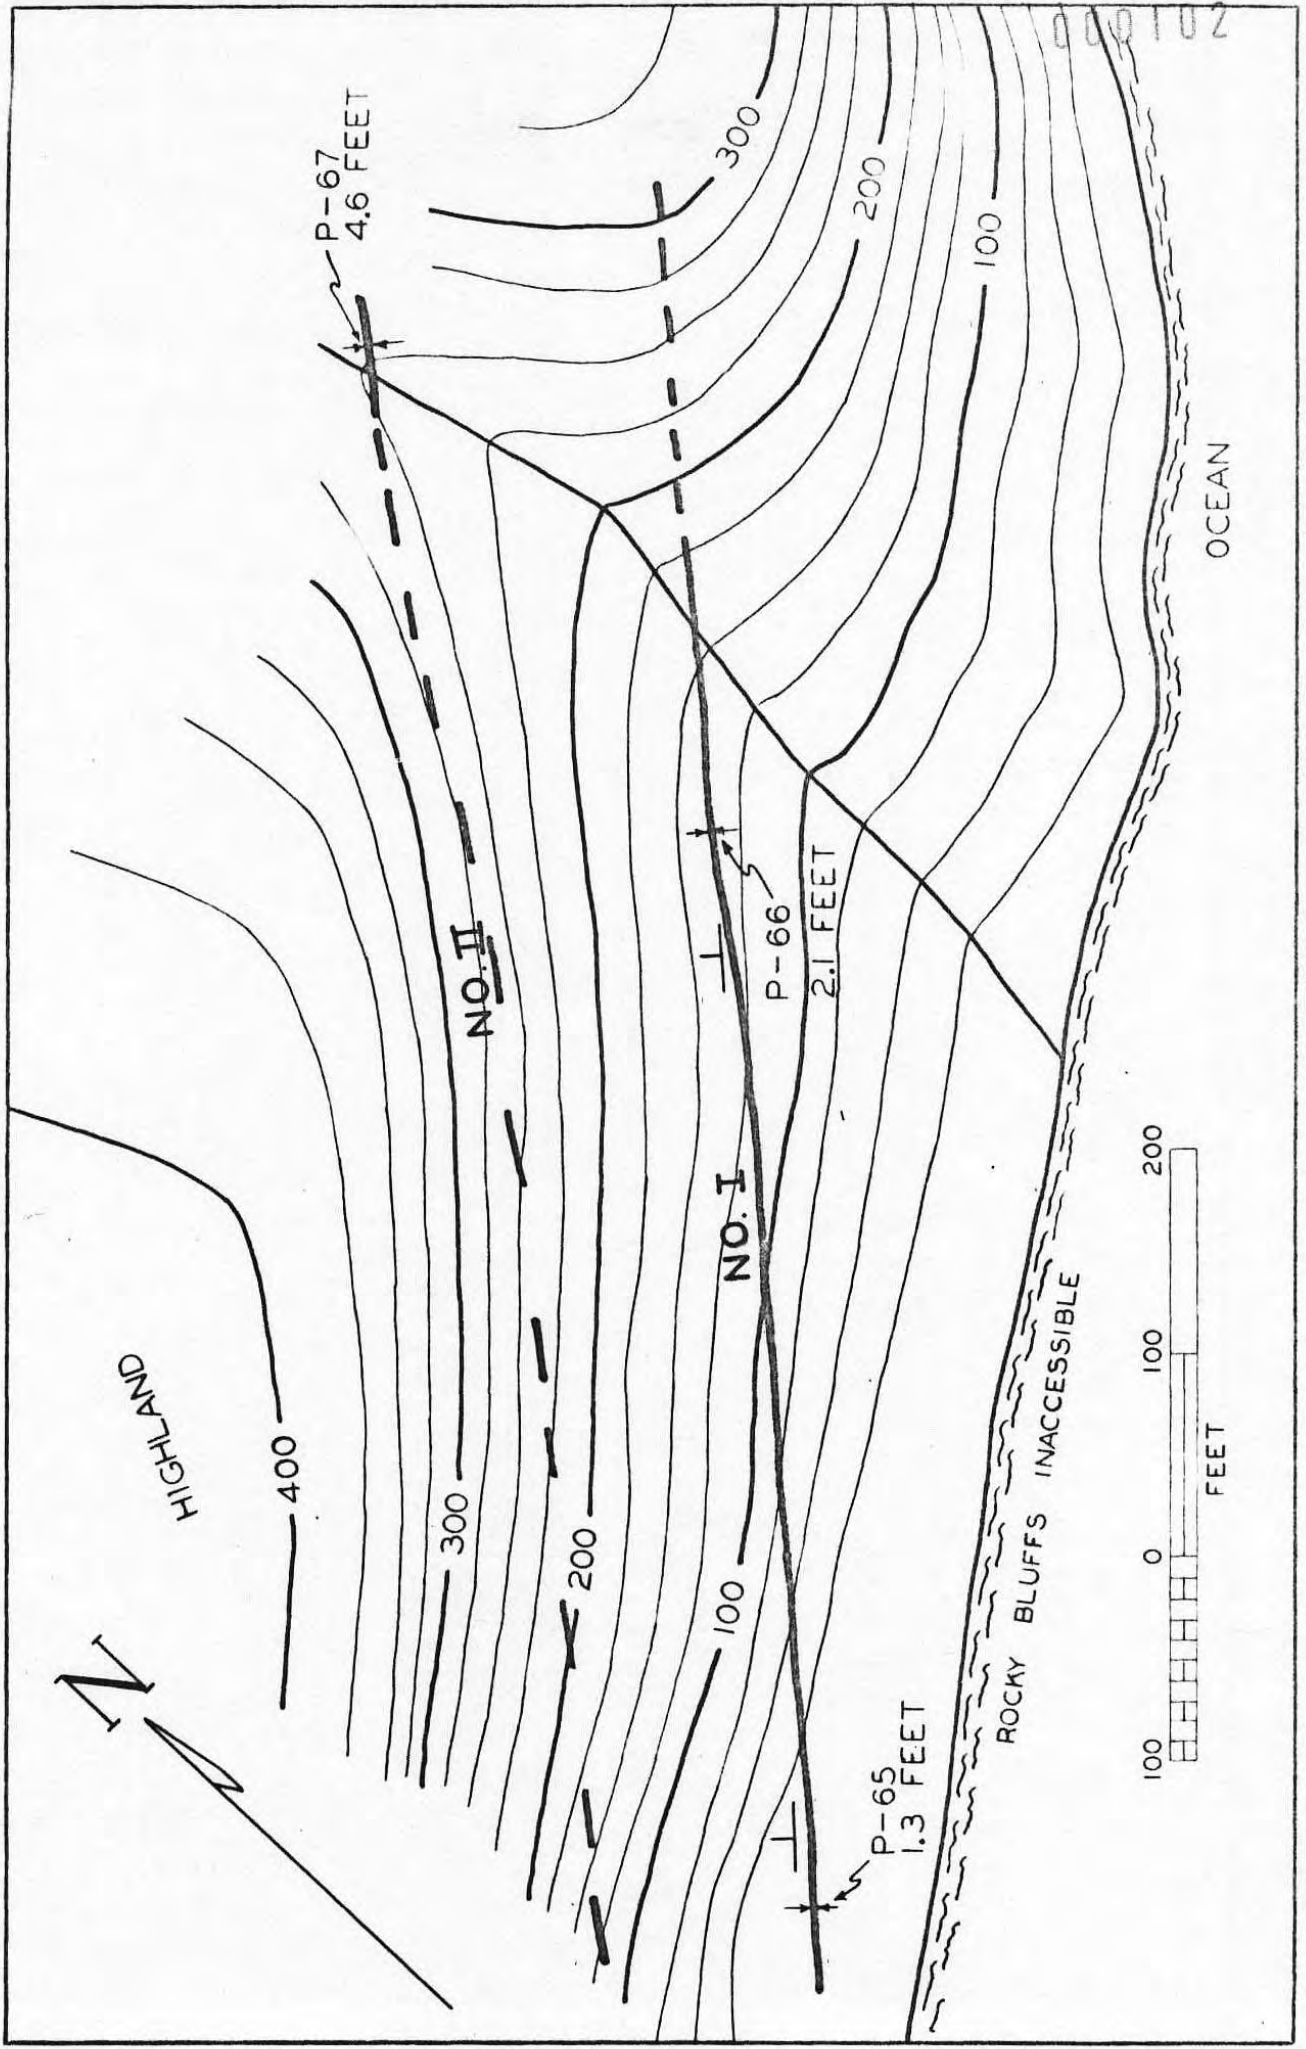 000102
HIGHLAND
N
400
300
200
100
300
200
100
P-67
4.6 FEET
NO. II
NO. I
P-66
2.1 FEET
P-65
1.3 FEET
ROCKY BLUFFS INACCESSIBLE
OCEAN
100 0 100 200
FEET